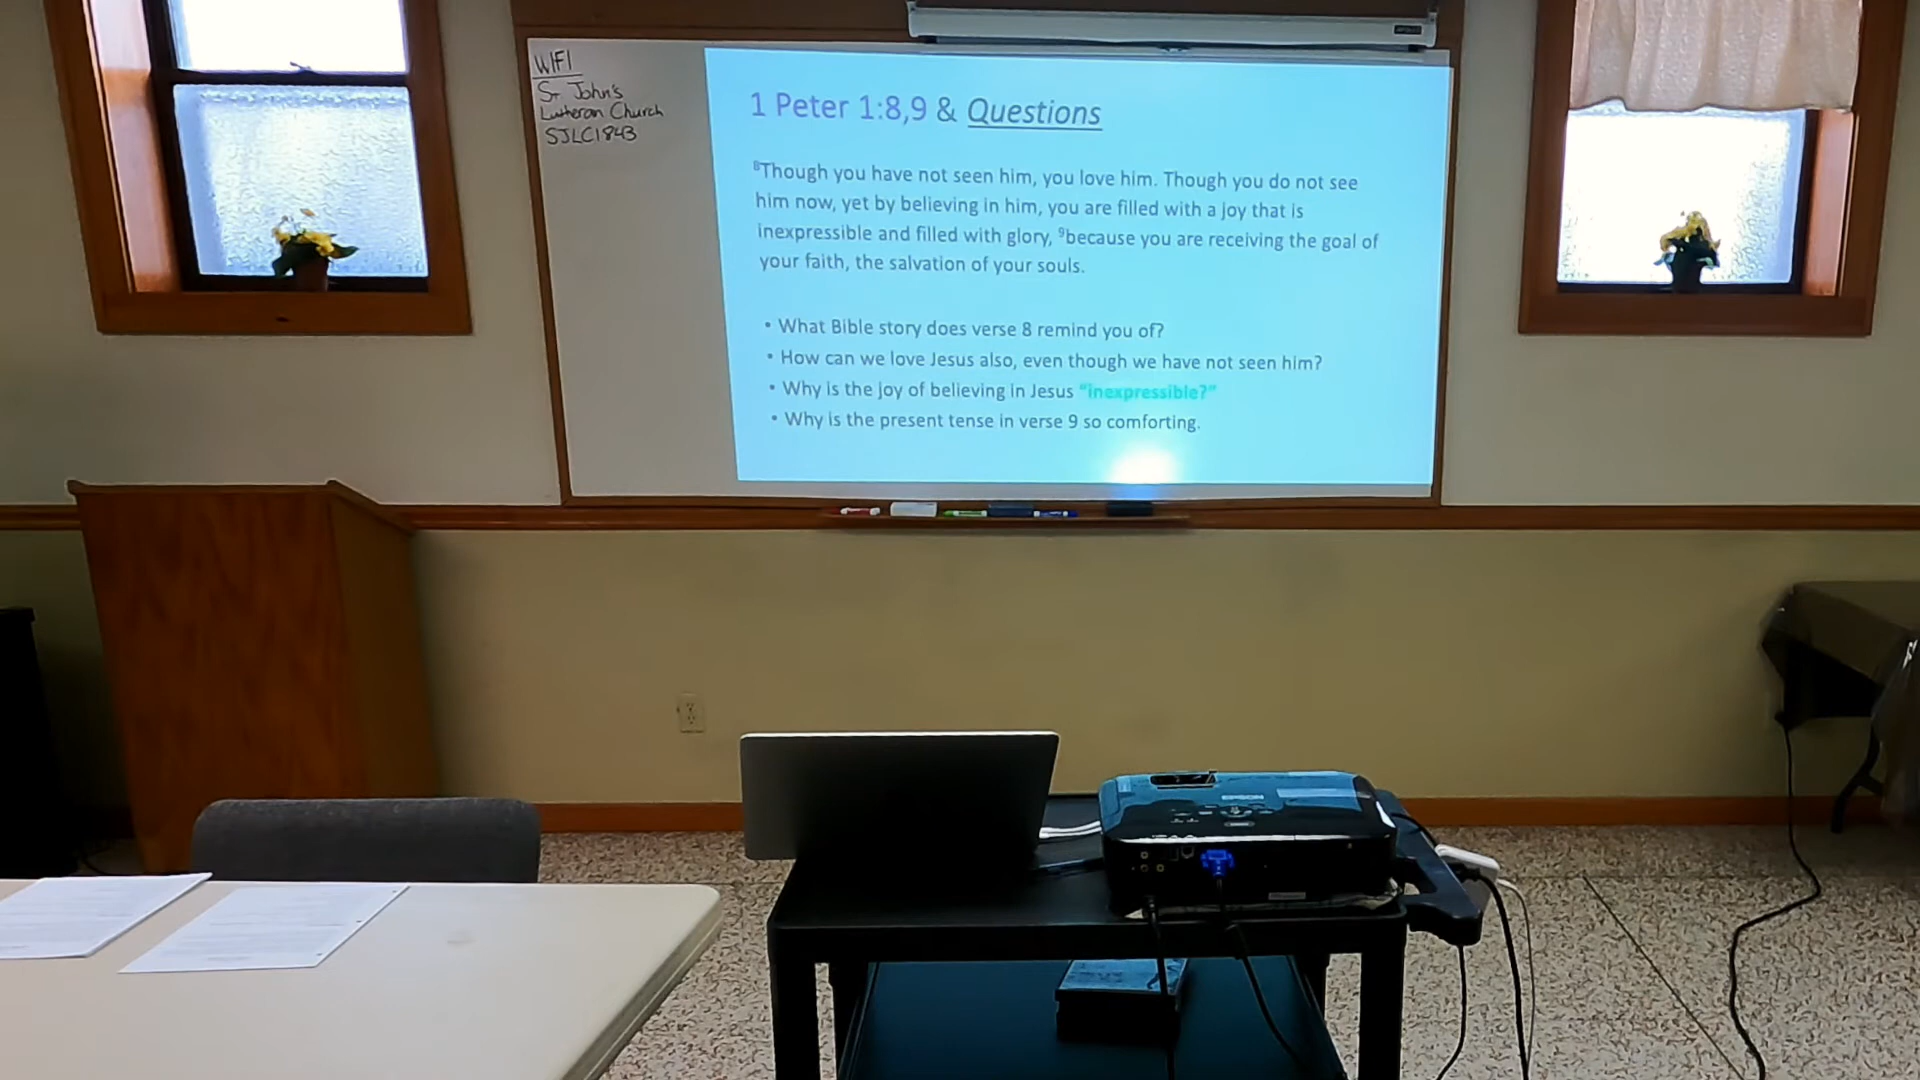 WIFI
St John's
Lutheran Church
SJLC1843
1 Peter 1:8,9 & Questions
⁸Though you have not seen him, you love him. Though you do not see
him now, yet by believing in him, you are filled with a joy that is
inexpressible and filled with glory, ⁹because you are receiving the goal of
your faith, the salvation of your souls.
• What Bible story does verse 8 remind you of?
• How can we love Jesus also, even though we have not seen him?
• Why is the joy of believing in Jesus "inexpressible?"
• Why is the present tense in verse 9 so comforting.
EPSON